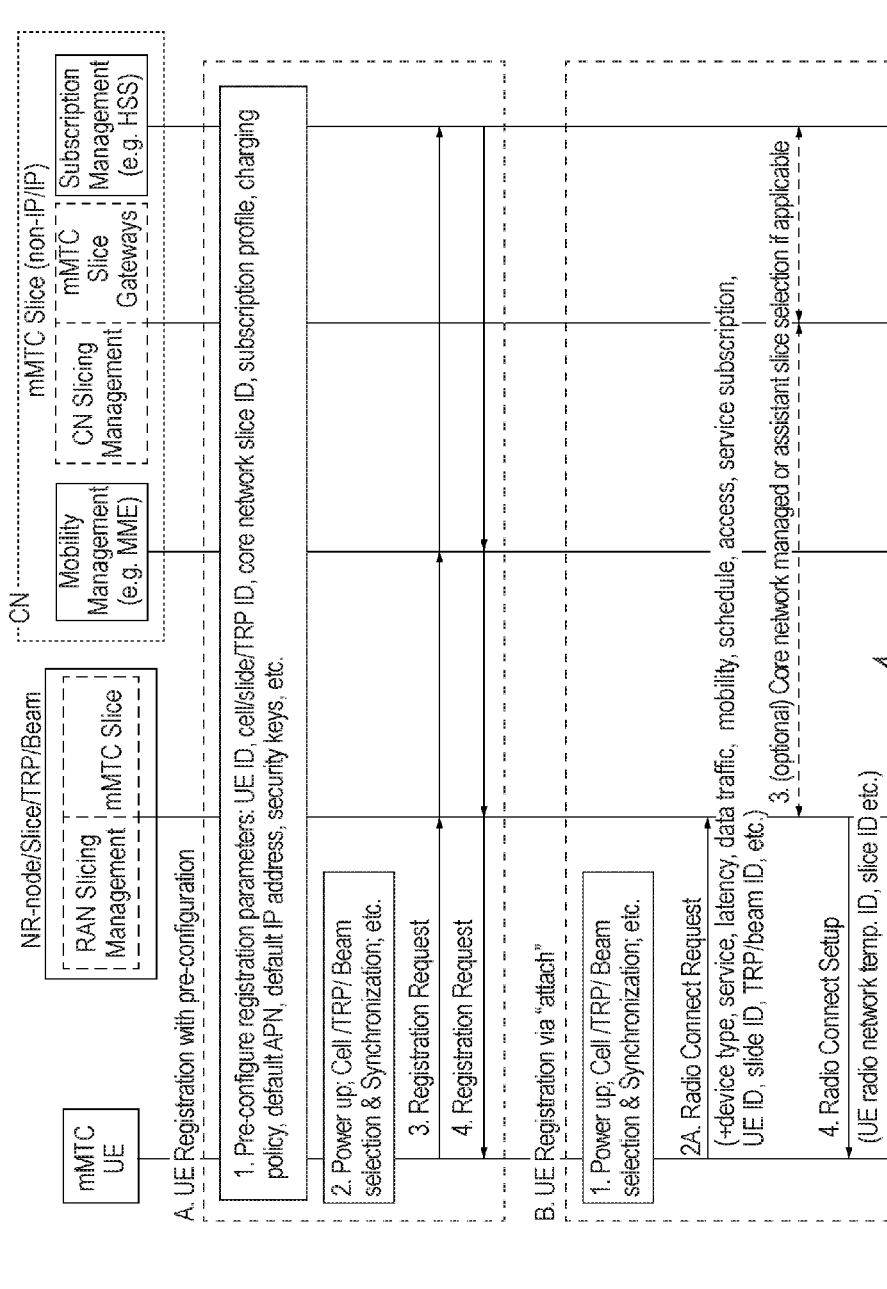 CN
mMTC Slice (non-IP/IP)
NR-node/Slice/TRP/Beam
mMTC
UE
RAN Slicing
Management
mMTC Slice
Mobility
Management
(e.g. MME)
CN Slicing
Management
mMTC
Slice
Gateways
Subscription
Management
(e.g. HSS)
A. UE Registration with pre-configuration
1. Pre-configure registration parameters: UE ID, cell/slide/TRP ID, core network slice ID, subscription profile, charging
policy, default APN, default IP address, security keys, etc.
2. Power up; Cell /TRP/ Beam
selection & Synchronization; etc.
3. Registration Request
4. Registration Request
B. UE Registration via “attach”
1. Power up; Cell /TRP/ Beam
selection & Synchronization; etc.
2A. Radio Connect Request
(+device type, service, latency, data traffic, mobility, schedule, access, service subscription,
UE ID, slide ID, TRP/beam ID, etc.)
3. (optional) Core network managed or assistant slice selection if applicable
4. Radio Connect Setup
(UE radio network temp. ID, slice ID etc.)